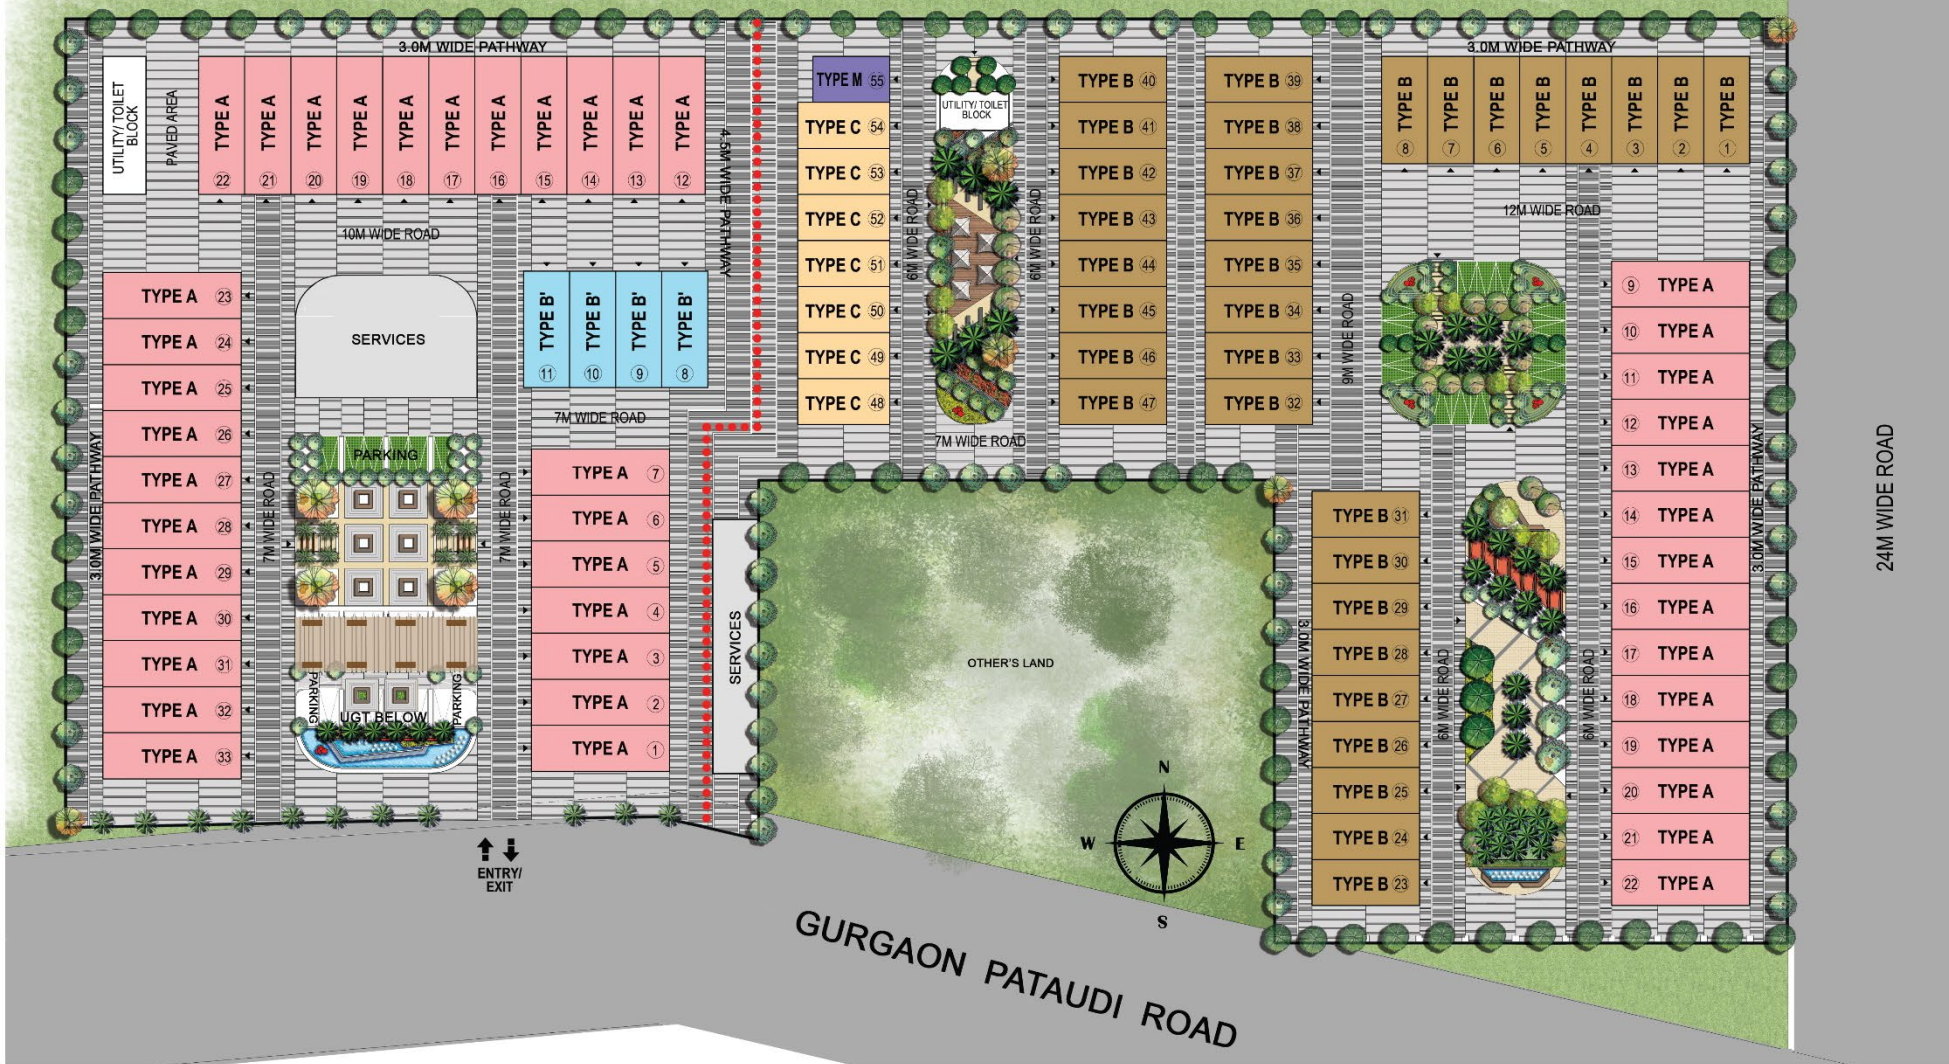 3.0M WIDE PATHWAY
3.0M WIDE PATHWAY
UTILITY/ TOILET
BLOCK
PAVED AREA
TYPE A 22
TYPE A 21
TYPE A 20
TYPE A 19
TYPE A 18
TYPE A 17
TYPE A 16
TYPE A 15
TYPE A 14
TYPE A 13
TYPE A 12
4.5M WIDE PATHWAY
10M WIDE ROAD
TYPE A 23
TYPE A 24
TYPE A 25
TYPE A 26
TYPE A 27
TYPE A 28
TYPE A 29
TYPE A 30
TYPE A 31
TYPE A 32
TYPE A 33
3.0M WIDE PATHWAY
7M WIDE ROAD
SERVICES
PARKING
PARKING
UGT BELOW
PARKING
7M WIDE ROAD
TYPE B' 11
TYPE B' 10
TYPE B' 9
TYPE B' 8
7M WIDE ROAD
TYPE A 7
TYPE A 6
TYPE A 5
TYPE A 4
TYPE A 3
TYPE A 2
TYPE A 1
SERVICES
ENTRY/
EXIT
TYPE M 55
TYPE C 54
TYPE C 53
TYPE C 52
TYPE C 51
TYPE C 50
TYPE C 49
TYPE C 48
6M WIDE ROAD
UTILITY/ TOILET
BLOCK
6M WIDE ROAD
7M WIDE ROAD
TYPE B 40
TYPE B 41
TYPE B 42
TYPE B 43
TYPE B 44
TYPE B 45
TYPE B 46
TYPE B 47
TYPE B 39
TYPE B 38
TYPE B 37
TYPE B 36
TYPE B 35
TYPE B 34
TYPE B 33
TYPE B 32
9M WIDE ROAD
TYPE B 8
TYPE B 7
TYPE B 6
TYPE B 5
TYPE B 4
TYPE B 3
TYPE B 2
TYPE B 1
12M WIDE ROAD
9 TYPE A
10 TYPE A
11 TYPE A
12 TYPE A
13 TYPE A
14 TYPE A
15 TYPE A
16 TYPE A
17 TYPE A
18 TYPE A
19 TYPE A
20 TYPE A
21 TYPE A
22 TYPE A
3.0M WIDE PATHWAY
24M WIDE ROAD
TYPE B 31
TYPE B 30
TYPE B 29
TYPE B 28
TYPE B 27
TYPE B 26
TYPE B 25
TYPE B 24
TYPE B 23
3.0M WIDE PATHWAY
6M WIDE ROAD
6M WIDE ROAD
OTHER'S LAND
N
W E
S
GURGAON PATAUDI ROAD